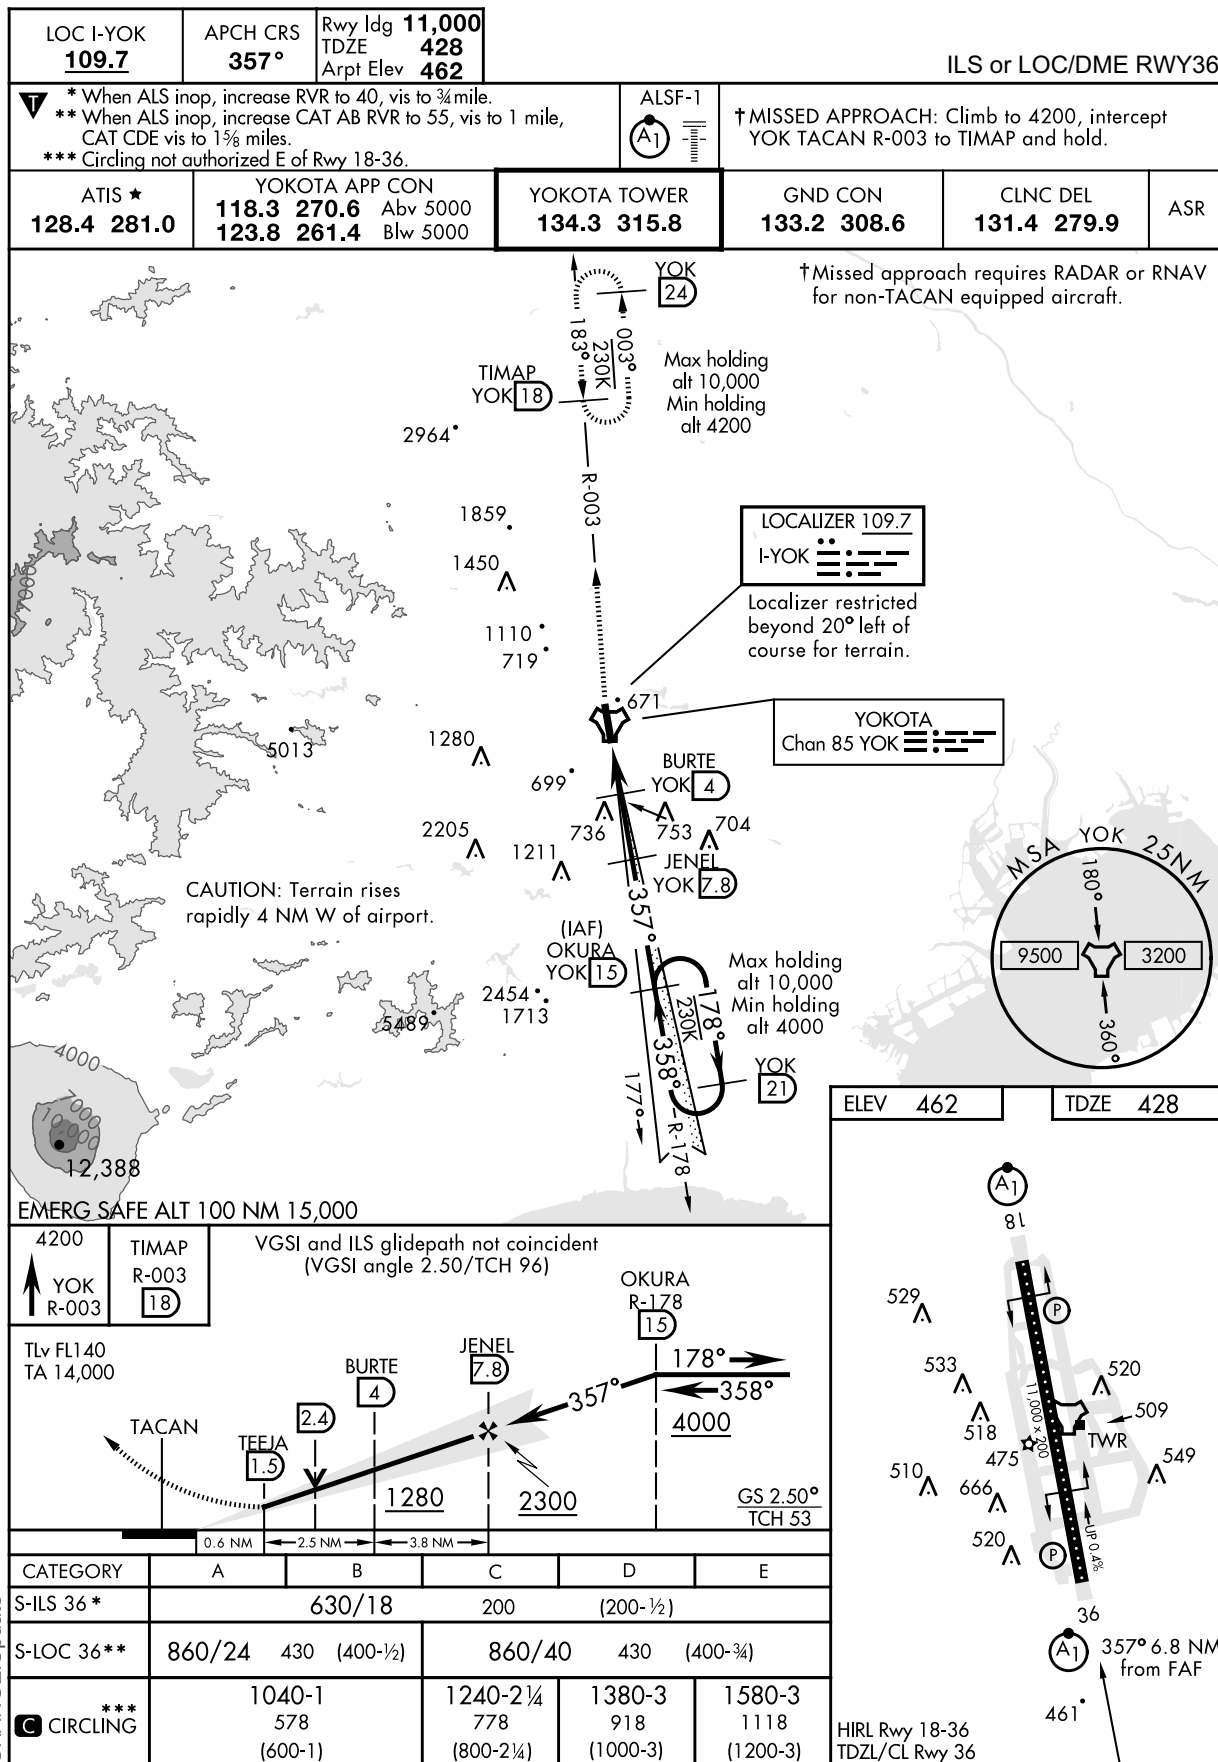 LOC I-YOK
109.7
APCH CRS
357°
Rwy ldg 11,000
TDZE 428
Arpt Elev 462
ILS or LOC/DME RWY36
T
* When ALS inop, increase RVR to 40, vis to ¾ mile.
** When ALS inop, increase CAT AB RVR to 55, vis to 1 mile,
CAT CDE vis to 1⅝ miles.
*** Circling not authorized E of Rwy 18-36.
ALSF-1
A1
† MISSED APPROACH: Climb to 4200, intercept
YOK TACAN R-003 to TIMAP and hold.
ATIS ★
128.4 281.0
YOKOTA APP CON
118.3 270.6 Abv 5000
123.8 261.4 Blw 5000
YOKOTA TOWER
134.3 315.8
GND CON
133.2 308.6
CLNC DEL
131.4 279.9
ASR
†Missed approach requires RADAR or RNAV
for non-TACAN equipped aircraft.
YOK
24
183°
003°
230K
TIMAP
YOK 18
Max holding
alt 10,000
Min holding
alt 4200
2964
R-003
1859
1450
1110
719
7000
LOCALIZER 109.7
I-YOK
Localizer restricted
beyond 20° left of
course for terrain.
671
YOKOTA
Chan 85 YOK
5013
1280
699
BURTE
YOK 4
736
753
704
2205
1211
JENEL
YOK 7.8
357°
CAUTION: Terrain rises
rapidly 4 NM W of airport.
(IAF)
OKURA
YOK 15
Max holding
alt 10,000
Min holding
alt 4000
178°
230K
358°
177°
R-178
YOK
21
2454
1713
5489
MSA YOK 25NM
180°
9500
3200
360°
4000
7000
10000
12,388
EMERG SAFE ALT 100 NM 15,000
ELEV 462
TDZE 428
4200
YOK
R-003
TIMAP
R-003
18
VGSI and ILS glidepath not coincident
(VGSI angle 2.50/TCH 96)
TLv FL140
TA 14,000
OKURA
R-178
15
178°
358°
4000
357°
JENEL
7.8
BURTE
4
2.4
TEEJA
1.5
TACAN
1280
2300
GS 2.50°
TCH 53
0.6 NM
2.5 NM
3.8 NM
CATEGORY A B C D E
S-ILS 36 * 630/18 200 (200-½)
S-LOC 36** 860/24 430 (400-½) 860/40 430 (400-¾)
C CIRCLING ***
1040-1
578
(600-1)
1240-2¼
778
(800-2¼)
1380-3
918
(1000-3)
1580-3
1118
(1200-3)
A1
18
529
P
533
520
518
11,000 x 200
509
TWR
475
510
666
549
520
P
UP 0.4%
36
A1
357° 6.8 NM
from FAF
461
HIRL Rwy 18-36
TDZL/CL Rwy 36